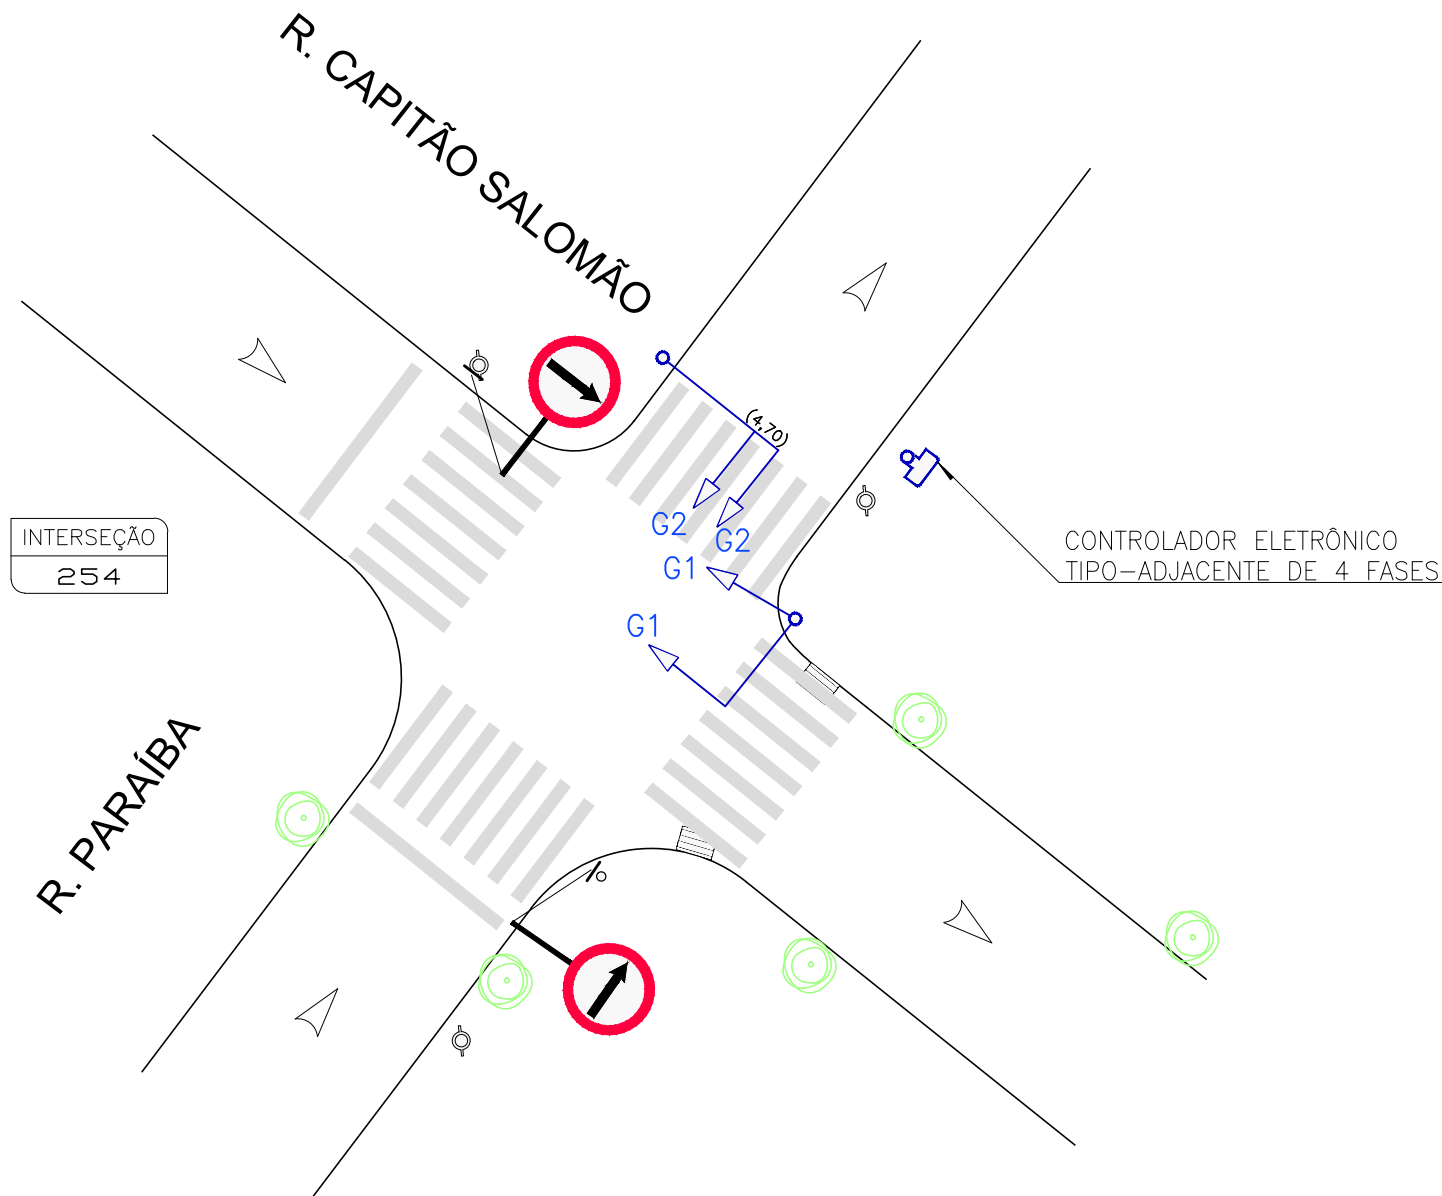 R. CAPITÃO SALOMÃO
(4,70)
G2
G2
G1
G1
INTERSEÇÃO
254
CONTROLADOR ELETRÔNICO
TIPO-ADJACENTE DE 4 FASES
R. PARAÍBA